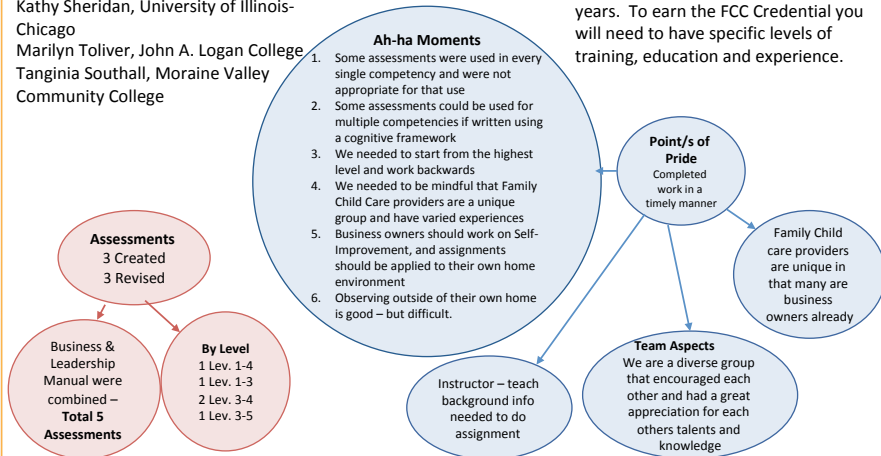 Kathy Sheridan, University of Illinois-
Chicago
Marilyn Toliver, John A. Logan College
Tanginia Southall, Moraine Valley
Community College
years. To earn the FCC Credential you
will need to have specific levels of
training, education and experience.
Ah-ha Moments
1. Some assessments were used in every
single competency and were not
appropriate for that use
2. Some assessments could be used for
multiple competencies if written using
a cognitive framework
3. We needed to start from the highest
level and work backwards
4. We needed to be mindful that Family
Child Care providers are a unique
group and have varied experiences
5. Business owners should work on Self-
Improvement, and assignments
should be applied to their own home
environment
6. Observing outside of their own home
is good – but difficult.
Point/s of
Pride
Completed
work in a
timely manner
Family Child
care providers
are unique in
that many are
business
owners already
Assessments
3 Created
3 Revised
Business &
Leadership
Manual were
combined –
Total 5
Assessments
By Level
1 Lev. 1-4
1 Lev. 1-3
2 Lev. 3-4
1 Lev. 3-5
Instructor – teach
background info
needed to do
assignment
Team Aspects
We are a diverse group
that encouraged each
other and had a great
appreciation for each
others talents and
knowledge